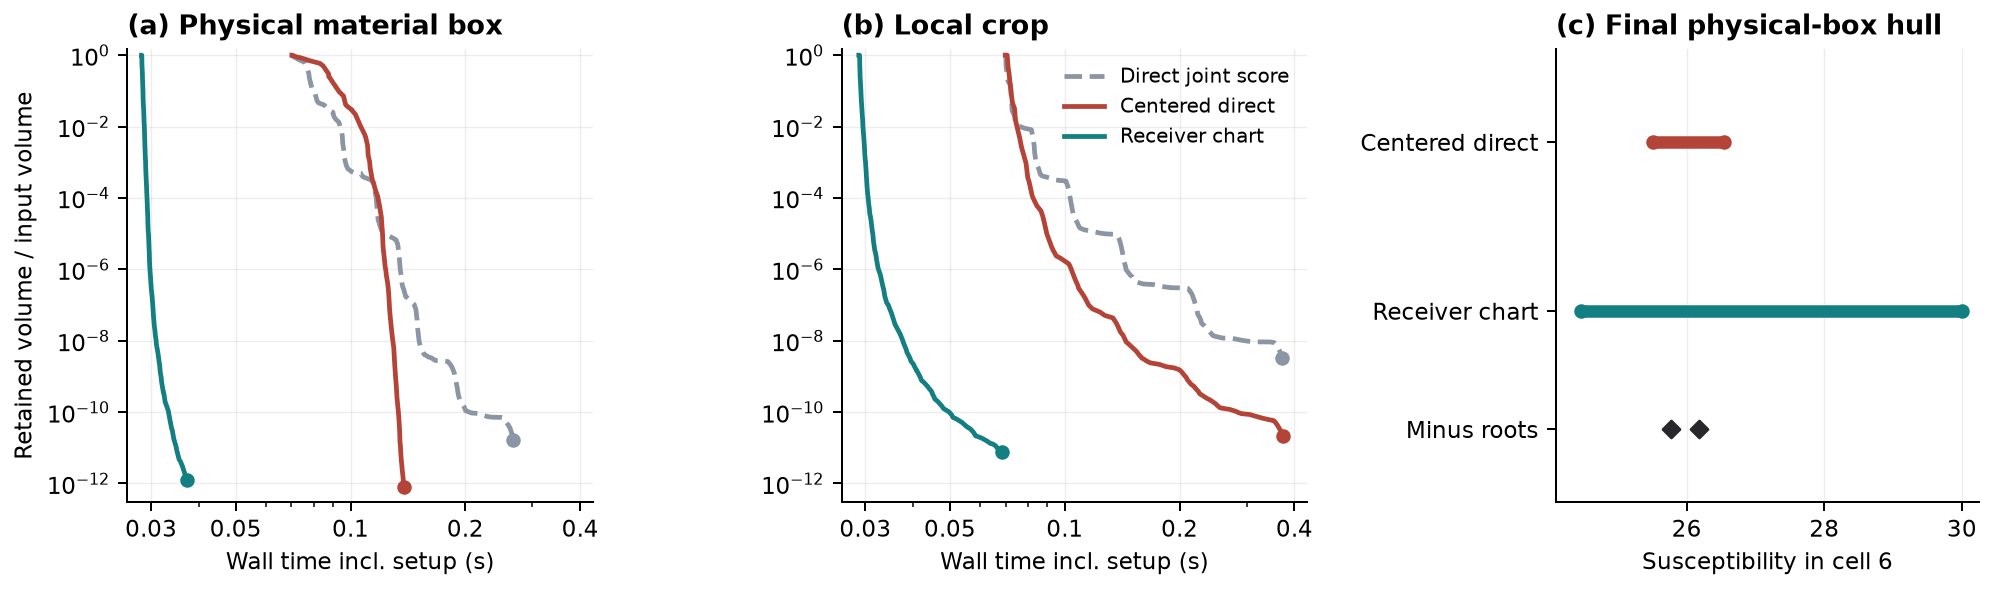 (a) Physical material box
Retained volume / input volume
10⁰
10⁻²
10⁻⁴
10⁻⁶
10⁻⁸
10⁻¹⁰
10⁻¹²
0.03 0.05 0.1 0.2 0.4
Wall time incl. setup (s)
(b) Local crop
10⁰
10⁻²
10⁻⁴
10⁻⁶
10⁻⁸
10⁻¹⁰
10⁻¹²
Direct joint score
Centered direct
Receiver chart
0.03 0.05 0.1 0.2 0.4
Wall time incl. setup (s)
(c) Final physical-box hull
Centered direct
Receiver chart
Minus roots
26 28 30
Susceptibility in cell 6